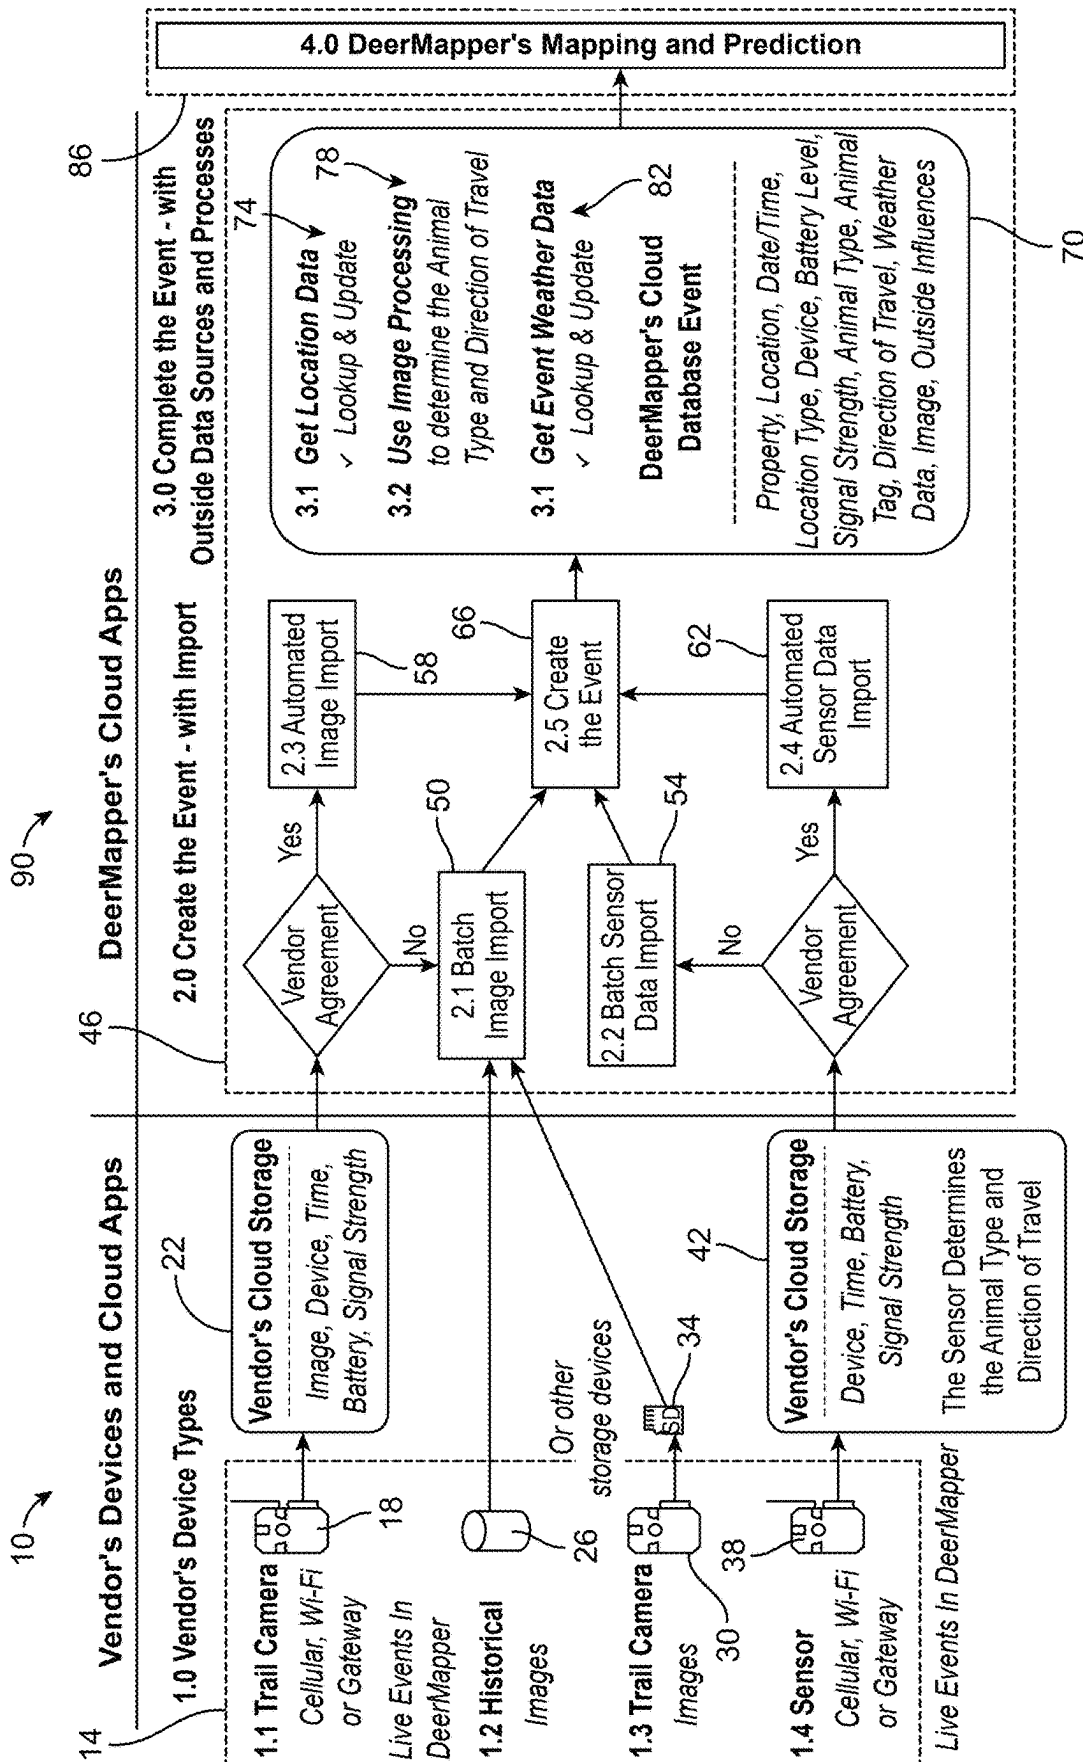 10
Vendor's Devices and Cloud Apps
14
1.0 Vendor's Device Types
1.1 Trail Camera
Cellular, Wi-Fi
or Gateway
Live Events In
DeerMapper
18
1.2 Historical
Images
26
1.3 Trail Camera
Images
30
Or other
storage devices
SD
34
1.4 Sensor
Cellular, Wi-Fi
or Gateway
38
Live Events In DeerMapper
22
Vendor's Cloud Storage
Image, Device, Time,
Battery, Signal Strength
42
Vendor's Cloud Storage
Device, Time, Battery,
Signal Strength
The Sensor Determines
the Animal Type and
Direction of Travel
90
DeerMapper's Cloud Apps
46
2.0 Create the Event - with Import
Vendor
Agreement
Yes
No
2.3 Automated
Image Import
58
2.1 Batch
Image Import
50
2.5 Create
the Event
66
2.2 Batch Sensor
Data Import
54
No
Vendor
Agreement
Yes
2.4 Automated
Sensor Data
Import
62
3.0 Complete the Event - with
Outside Data Sources and Processes
74
3.1 Get Location Data
✓ Lookup & Update
78
3.2 Use Image Processing
to determine the Animal
Type and Direction of Travel
3.1 Get Event Weather Data
✓ Lookup & Update
82
DeerMapper's Cloud
Database Event
Property, Location, Date/Time,
Location Type, Device, Battery Level,
Signal Strength, Animal Type, Animal
Tag, Direction of Travel, Weather
Data, Image, Outside Influences
70
86
4.0 DeerMapper's Mapping and Prediction